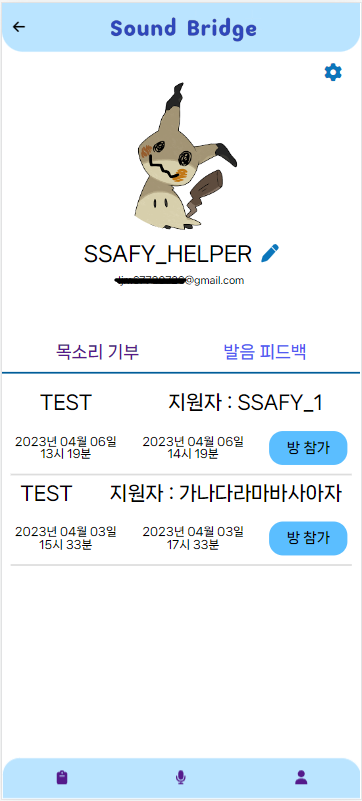 Sound Bridge
SSAFY_HELPER
@gmail.com
목소리 기부 발음 피드백
TEST 지원자 : SSAFY_1
2023년 04월 06일 2023년 04월 06일 방 참가
13시 19분 14시 19분
TEST 지원자 : 가나다라마바사아자
2023년 04월 03일 2023년 04월 03일 방 참가
15시 33분 17시 33분